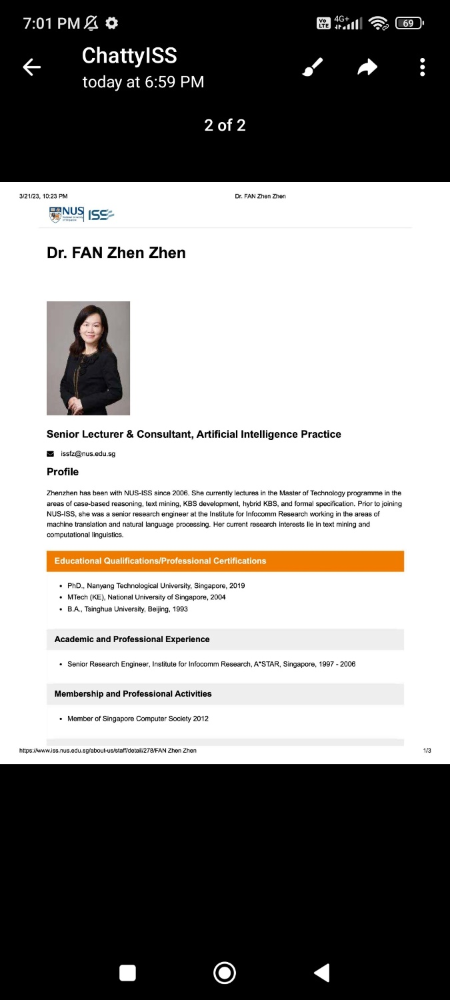 7:01 PM
Vo LTE 4G+ 69
ChattyISS
today at 6:59 PM
2 of 2
3/21/23, 10:23 PM Dr. FAN Zhen Zhen
NUS ISS
National University
of Singapore
Dr. FAN Zhen Zhen
Senior Lecturer & Consultant, Artificial Intelligence Practice
issfz@nus.edu.sg
Profile
Zhenzhen has been with NUS-ISS since 2006. She currently lectures in the Master of Technology programme in the
areas of case-based reasoning, text mining, KBS development, hybrid KBS, and formal specification. Prior to joining
NUS-ISS, she was a senior research engineer at the Institute for Infocomm Research working in the areas of
machine translation and natural language processing. Her current research interests lie in text mining and
computational linguistics.
Educational Qualifications/Professional Certifications
• PhD., Nanyang Technological University, Singapore, 2019
• MTech (KE), National University of Singapore, 2004
• B.A., Tsinghua University, Beijing, 1993
Academic and Professional Experience
• Senior Research Engineer, Institute for Infocomm Research, A*STAR, Singapore, 1997 - 2006
Membership and Professional Activities
• Member of Singapore Computer Society 2012
https://www.iss.nus.edu.sg/about-us/staff/detail/278/FAN Zhen Zhen 1/3